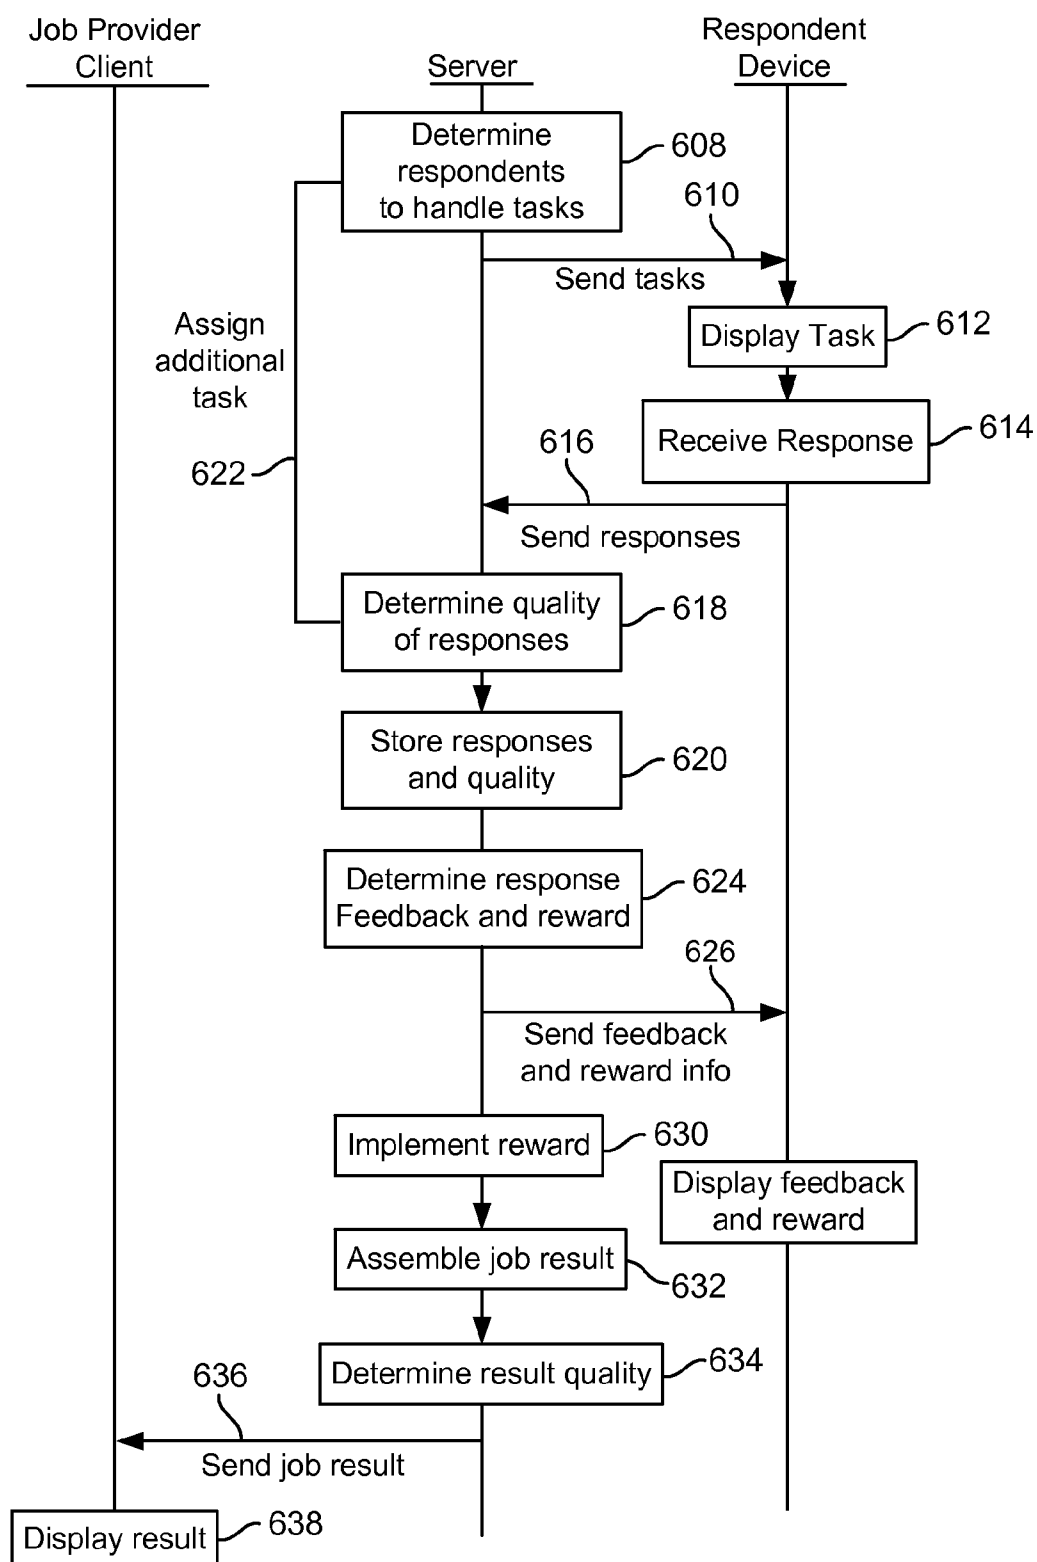 Job Provider
Client
Server
Respondent
Device
Determine
respondents
to handle tasks
608
610
Send tasks
Assign
additional
task
Display Task
612
Receive Response
614
616
622
Send responses
Determine quality
of responses
618
Store responses
and quality
620
Determine response
Feedback and reward
624
626
Send feedback
and reward info
Implement reward
630
Display feedback
and reward
Assemble job result
632
Determine result quality
634
636
Send job result
Display result
638